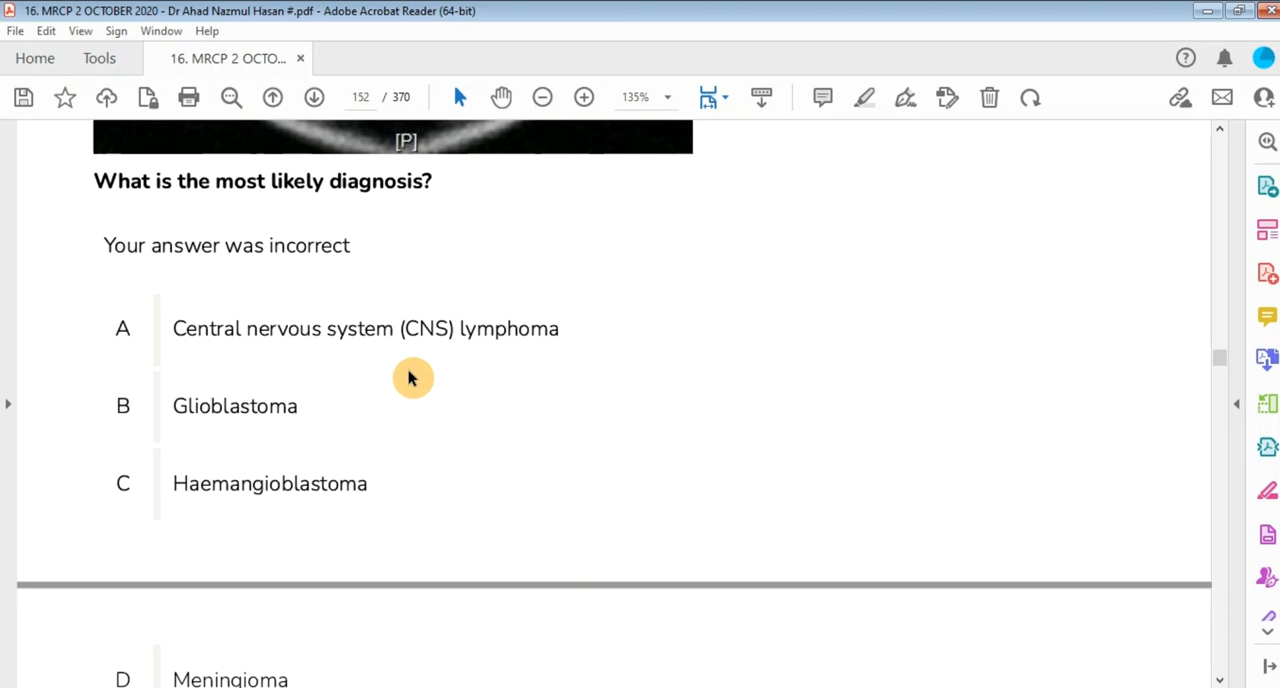 16. MRCP 2 OCTOBER 2020 - Dr Ahad Nazmul Hasan #.pdf - Adobe Acrobat Reader (64-bit)
File Edit View Sign Window Help
Home Tools 16. MRCP 2 OCTO... ×
152 / 370 135%
[P]
What is the most likely diagnosis?
Your answer was incorrect
A Central nervous system (CNS) lymphoma
B Glioblastoma
C Haemangioblastoma
D Meningioma